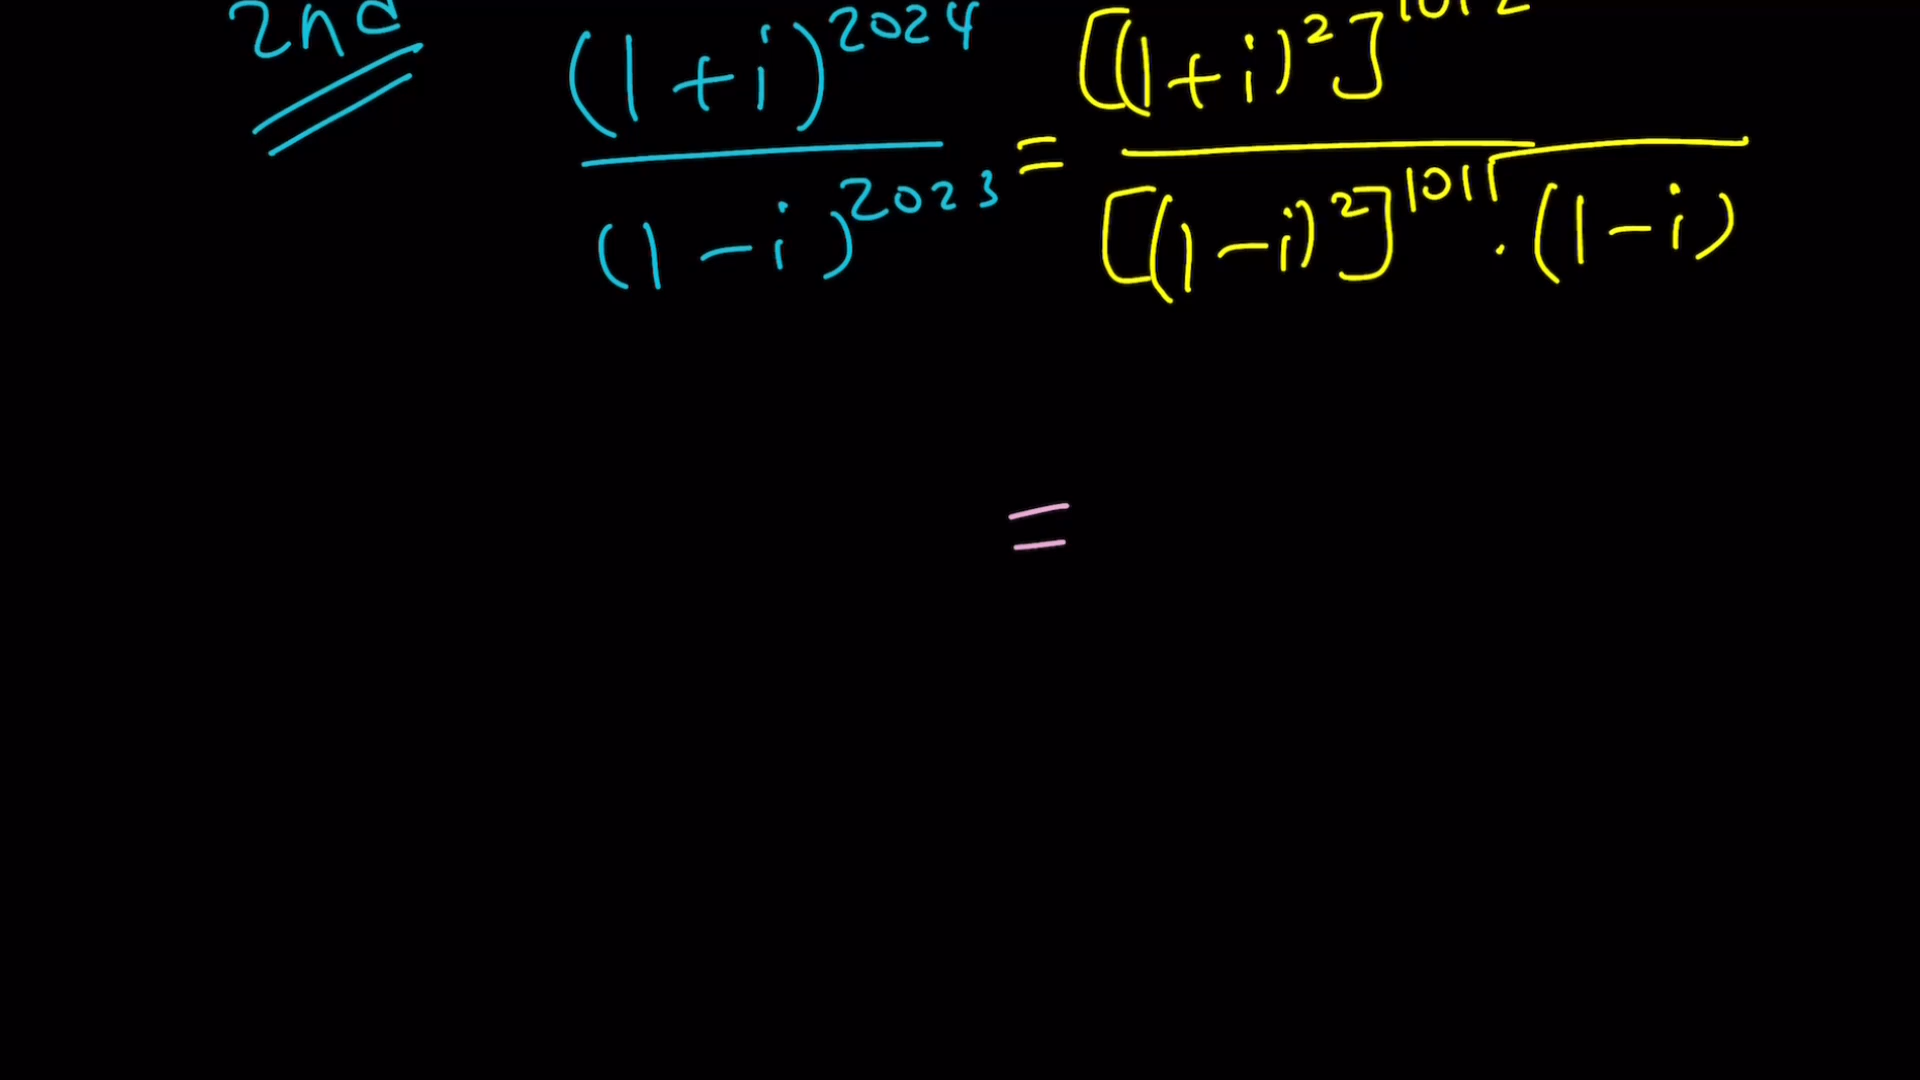 2nd (1+i)^2024 / (1-i)^2023 = [(1+i)^2]^1012 / [(1-i)^2]^1011 · (1-i)
=